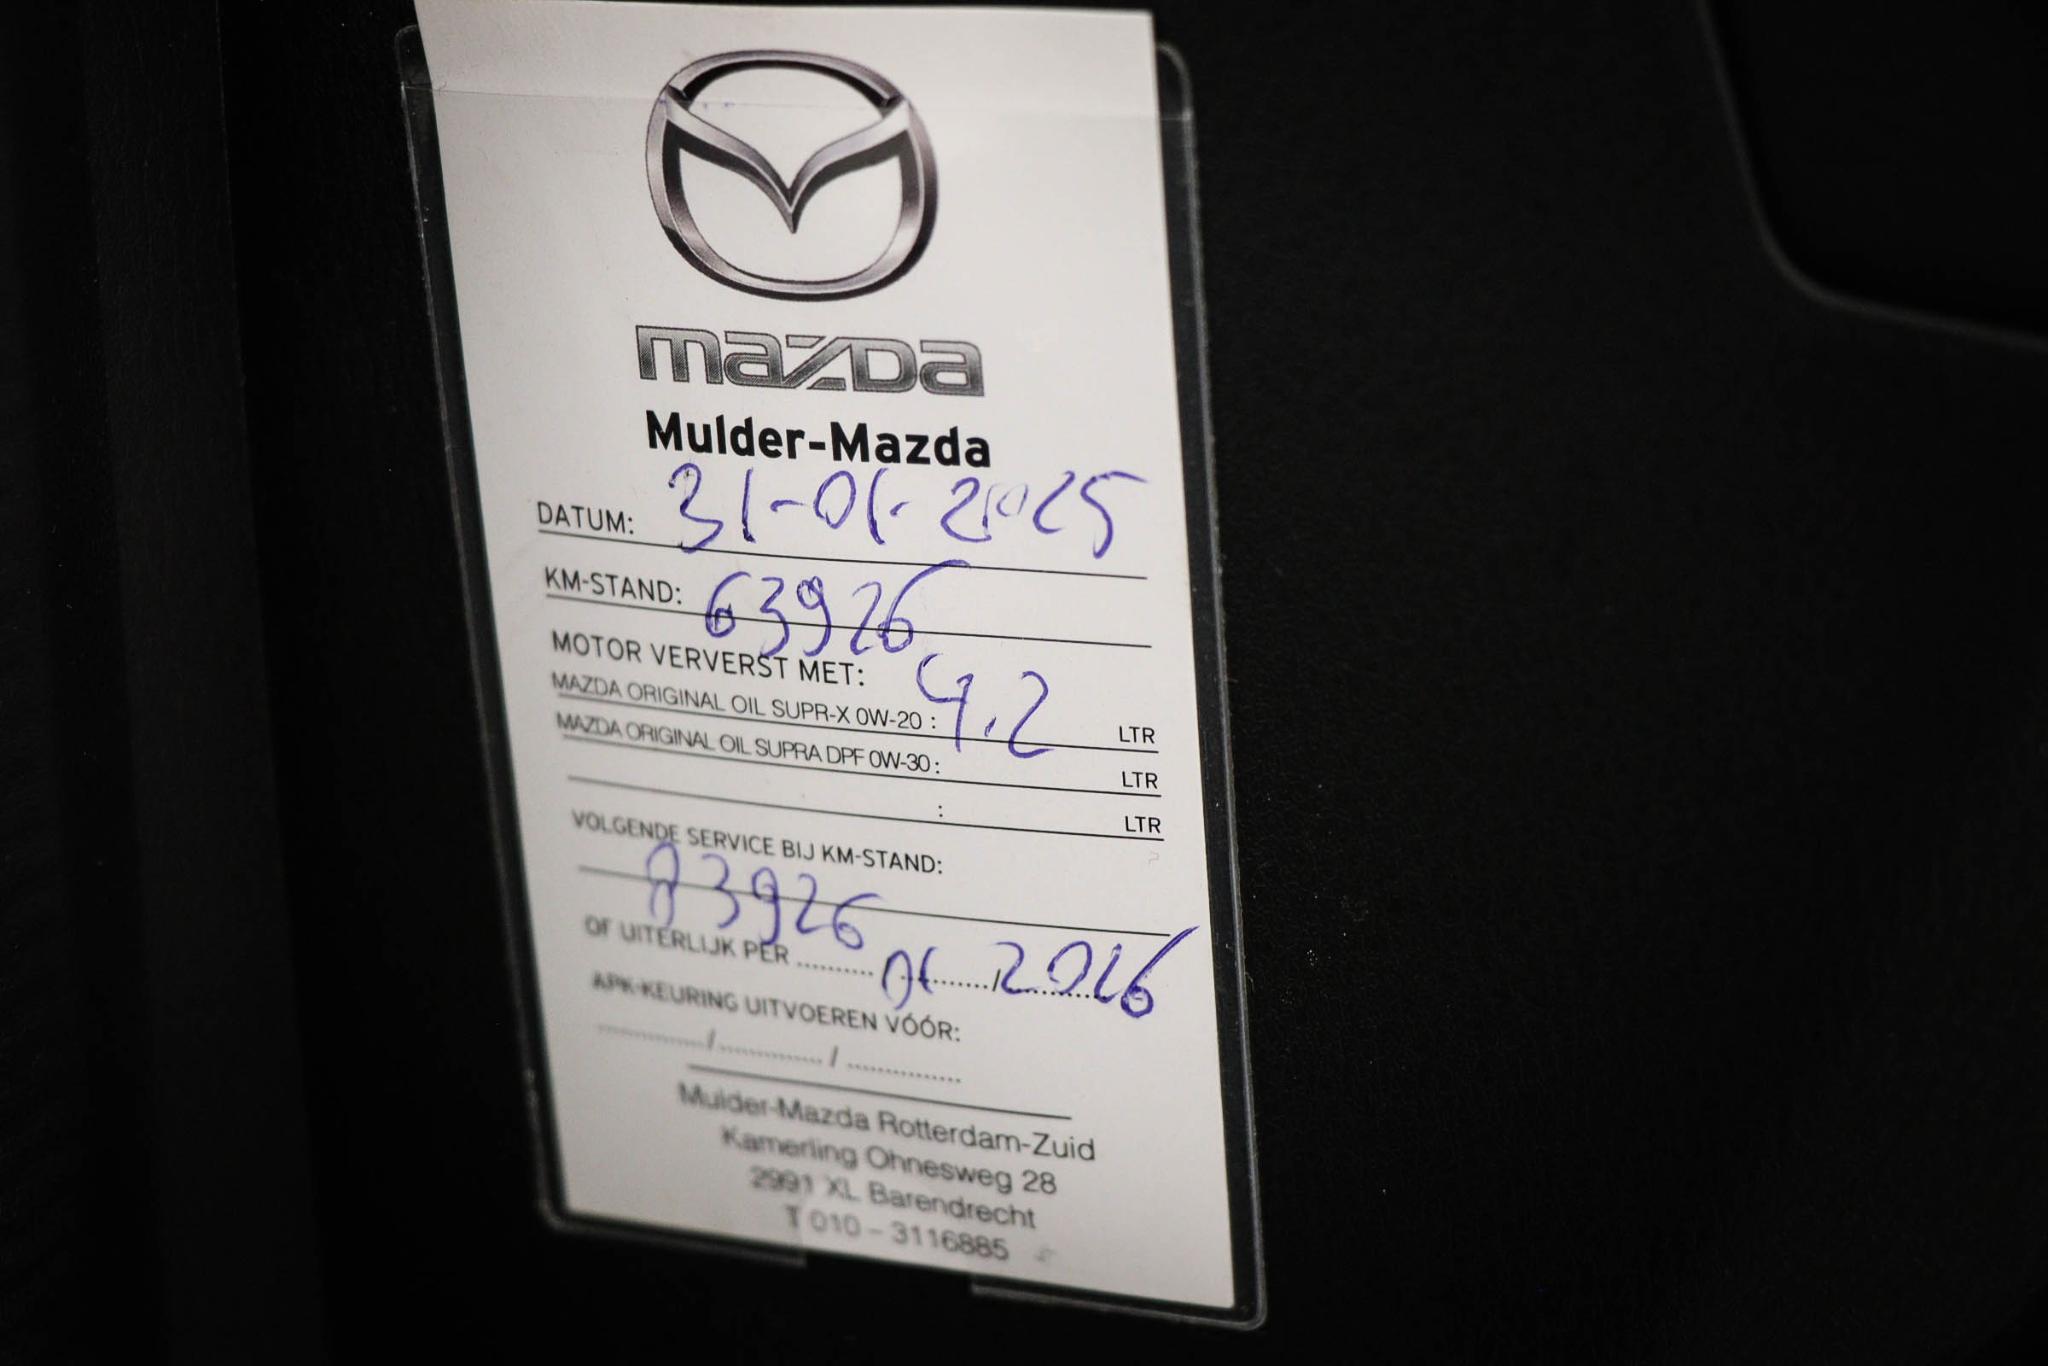 mazda
Mulder-Mazda
DATUM: 31-01-2025
KM-STAND: 63926
MOTOR VERVERST MET:
MAZDA ORIGINAL OIL SUPR-X 0W-20 : 4.2 LTR
MAZDA ORIGINAL OIL SUPRA DPF 0W-30 : LTR
: LTR
VOLGENDE SERVICE BIJ KM-STAND:
83926
OF UITERLIJK PER .......... 01 ......./2026
APK-KEURING UITVOEREN VÓÓR:
............./............. / .............
Mulder-Mazda Rotterdam-Zuid
Kamerling Ohnesweg 28
2991 XL Barendrecht
T 010 - 3116885